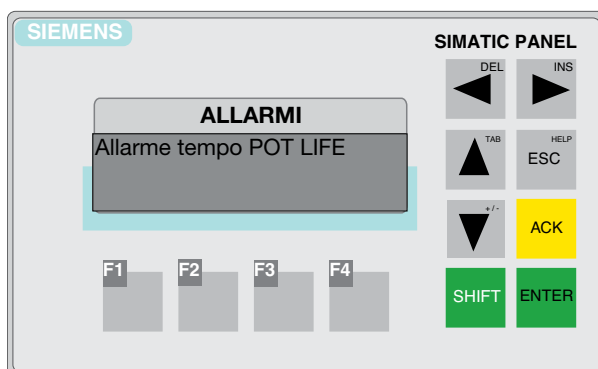 SIEMENS
SIMATIC PANEL
ALLARMI
Allarme tempo POT LIFE
F1 F2 F3 F4
DEL INS
TAB HELP
ESC
+ / -
ACK
SHIFT ENTER